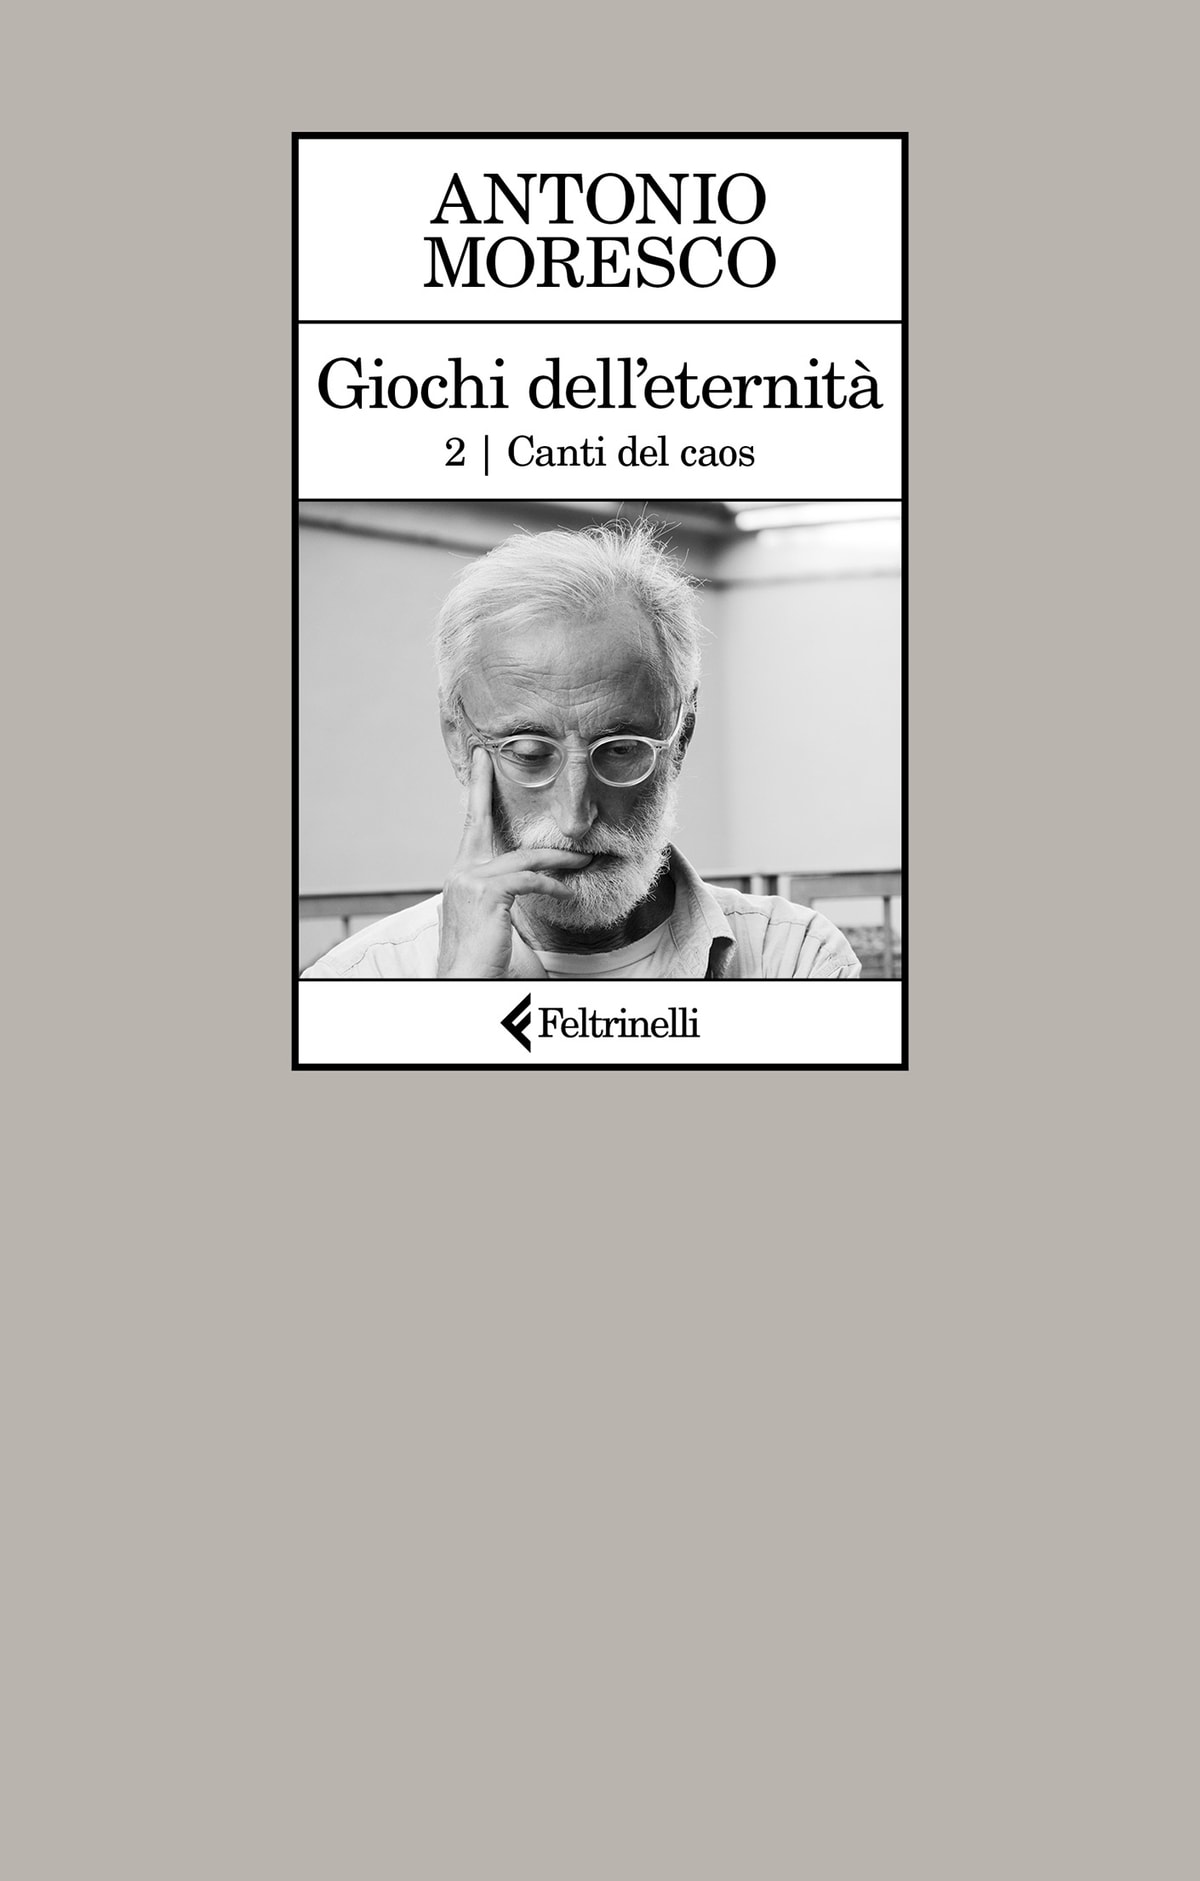 ANTONIO
MORESCO
Giochi dell’eternità
2 | Canti del caos
Feltrinelli